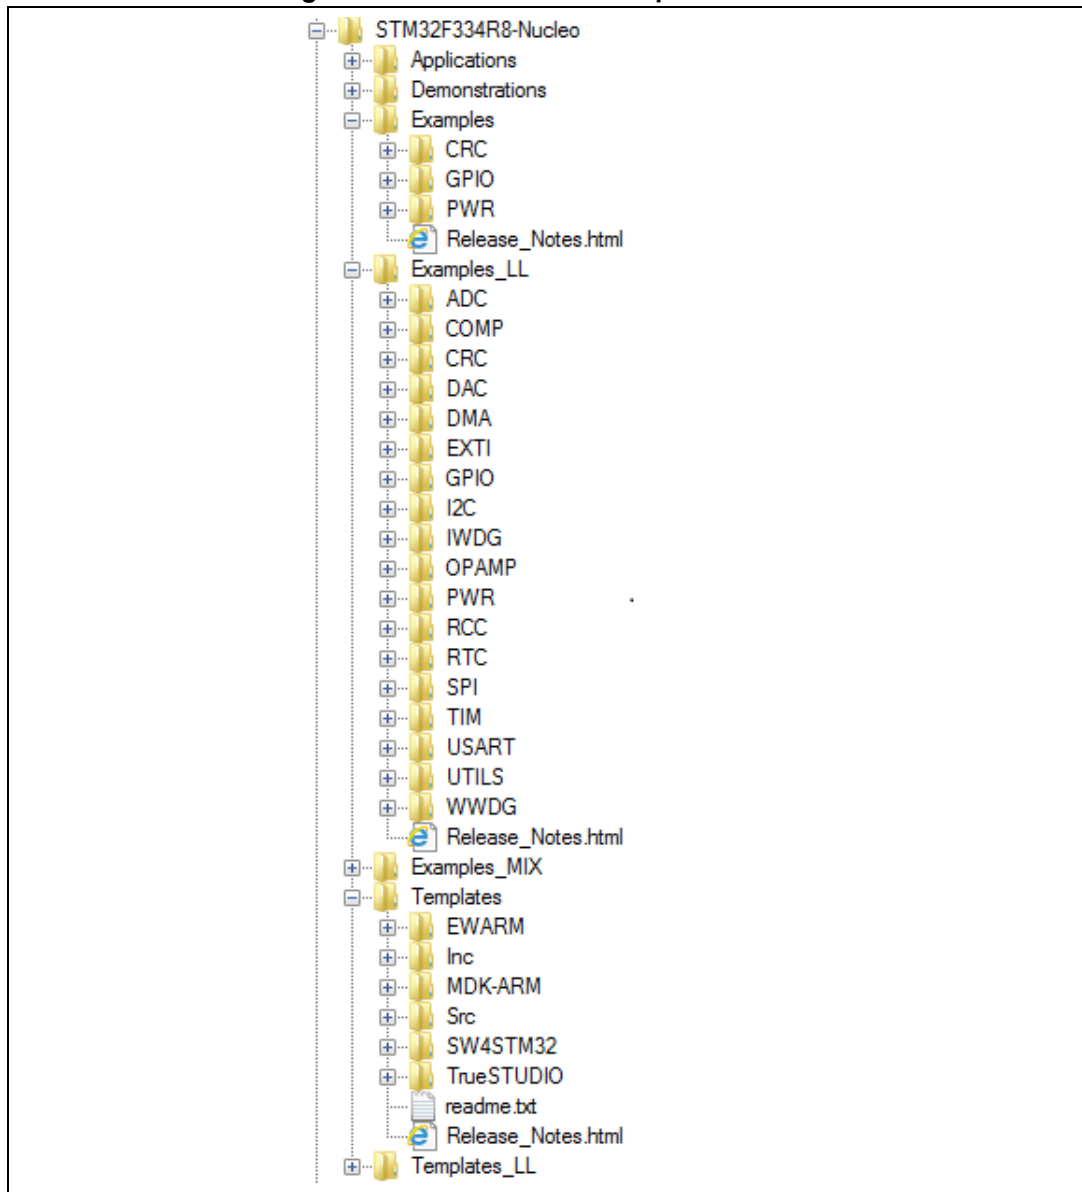 STM32F334R8-Nucleo
Applications
Demonstrations
Examples
CRC
GPIO
PWR
Release_Notes.html
Examples_LL
ADC
COMP
CRC
DAC
DMA
EXTI
GPIO
I2C
IWDG
OPAMP
PWR
RCC
RTC
SPI
TIM
USART
UTILS
WWDG
Release_Notes.html
Examples_MIX
Templates
EWARM
Inc
MDK-ARM
Src
SW4STM32
TrueSTUDIO
readme.txt
Release_Notes.html
Templates_LL